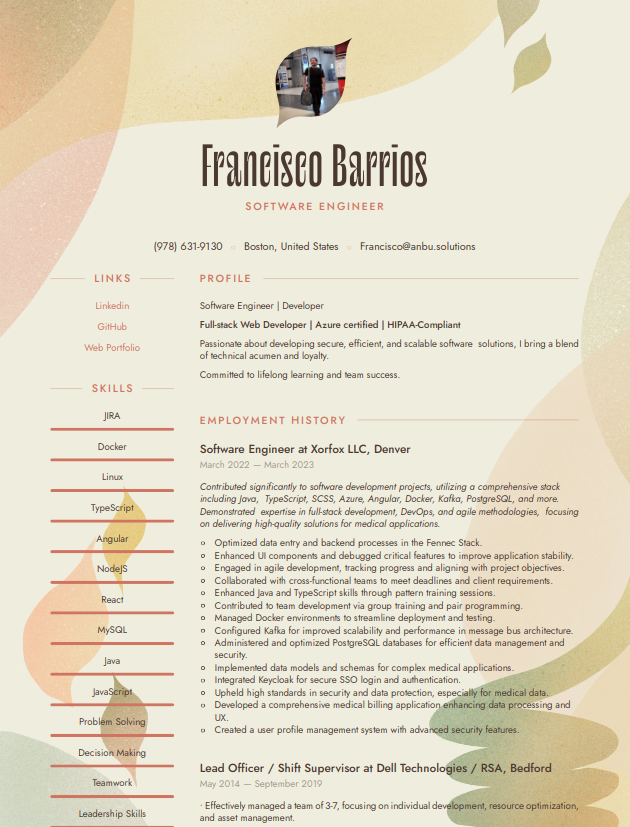 Francisco Barrios
SOFTWARE ENGINEER
(978) 631-9130
Boston, United States
Francisco@anbu.solutions
LINKS
Linkedin
GitHub
Web Portfolio
SKILLS
JIRA
Docker
Linux
TypeScript
Angular
NodeJS
React
MySQL
Java
JavaScript
Problem Solving
Decision Making
Teamwork
Leadership Skills
PROFILE
Software Engineer | Developer
Full-stack Web Developer | Azure certified | HIPAA-Compliant
Passionate about developing secure, efficient, and scalable software solutions, I bring a blend
of technical acumen and loyalty.
Committed to lifelong learning and team success.
EMPLOYMENT HISTORY
Software Engineer at Xorfox LLC, Denver
March 2022 — March 2023
Contributed significantly to software development projects, utilizing a comprehensive stack
including Java, TypeScript, SCSS, Azure, Angular, Docker, Kafka, PostgreSQL, and more.
Demonstrated expertise in full-stack development, DevOps, and agile methodologies, focusing
on delivering high-quality solutions for medical applications.
Optimized data entry and backend processes in the Fennec Stack.
Enhanced UI components and debugged critical features to improve application stability.
Engaged in agile development, tracking progress and aligning with project objectives.
Collaborated with cross-functional teams to meet deadlines and client requirements.
Enhanced Java and TypeScript skills through pattern training sessions.
Contributed to team development via group training and pair programming.
Managed Docker environments to streamline deployment and testing.
Configured Kafka for improved scalability and performance in message bus architecture.
Administered and optimized PostgreSQL databases for efficient data management and
security.
Implemented data models and schemas for complex medical applications.
Integrated Keycloak for secure SSO login and authentication.
Upheld high standards in security and data protection, especially for medical data.
Developed a comprehensive medical billing application enhancing data processing and
UX.
Created a user profile management system with advanced security features.
Lead Officer / Shift Supervisor at Dell Technologies / RSA, Bedford
May 2014 — September 2019
· Effectively managed a team of 3-7, focusing on individual development, resource optimization,
and asset management.